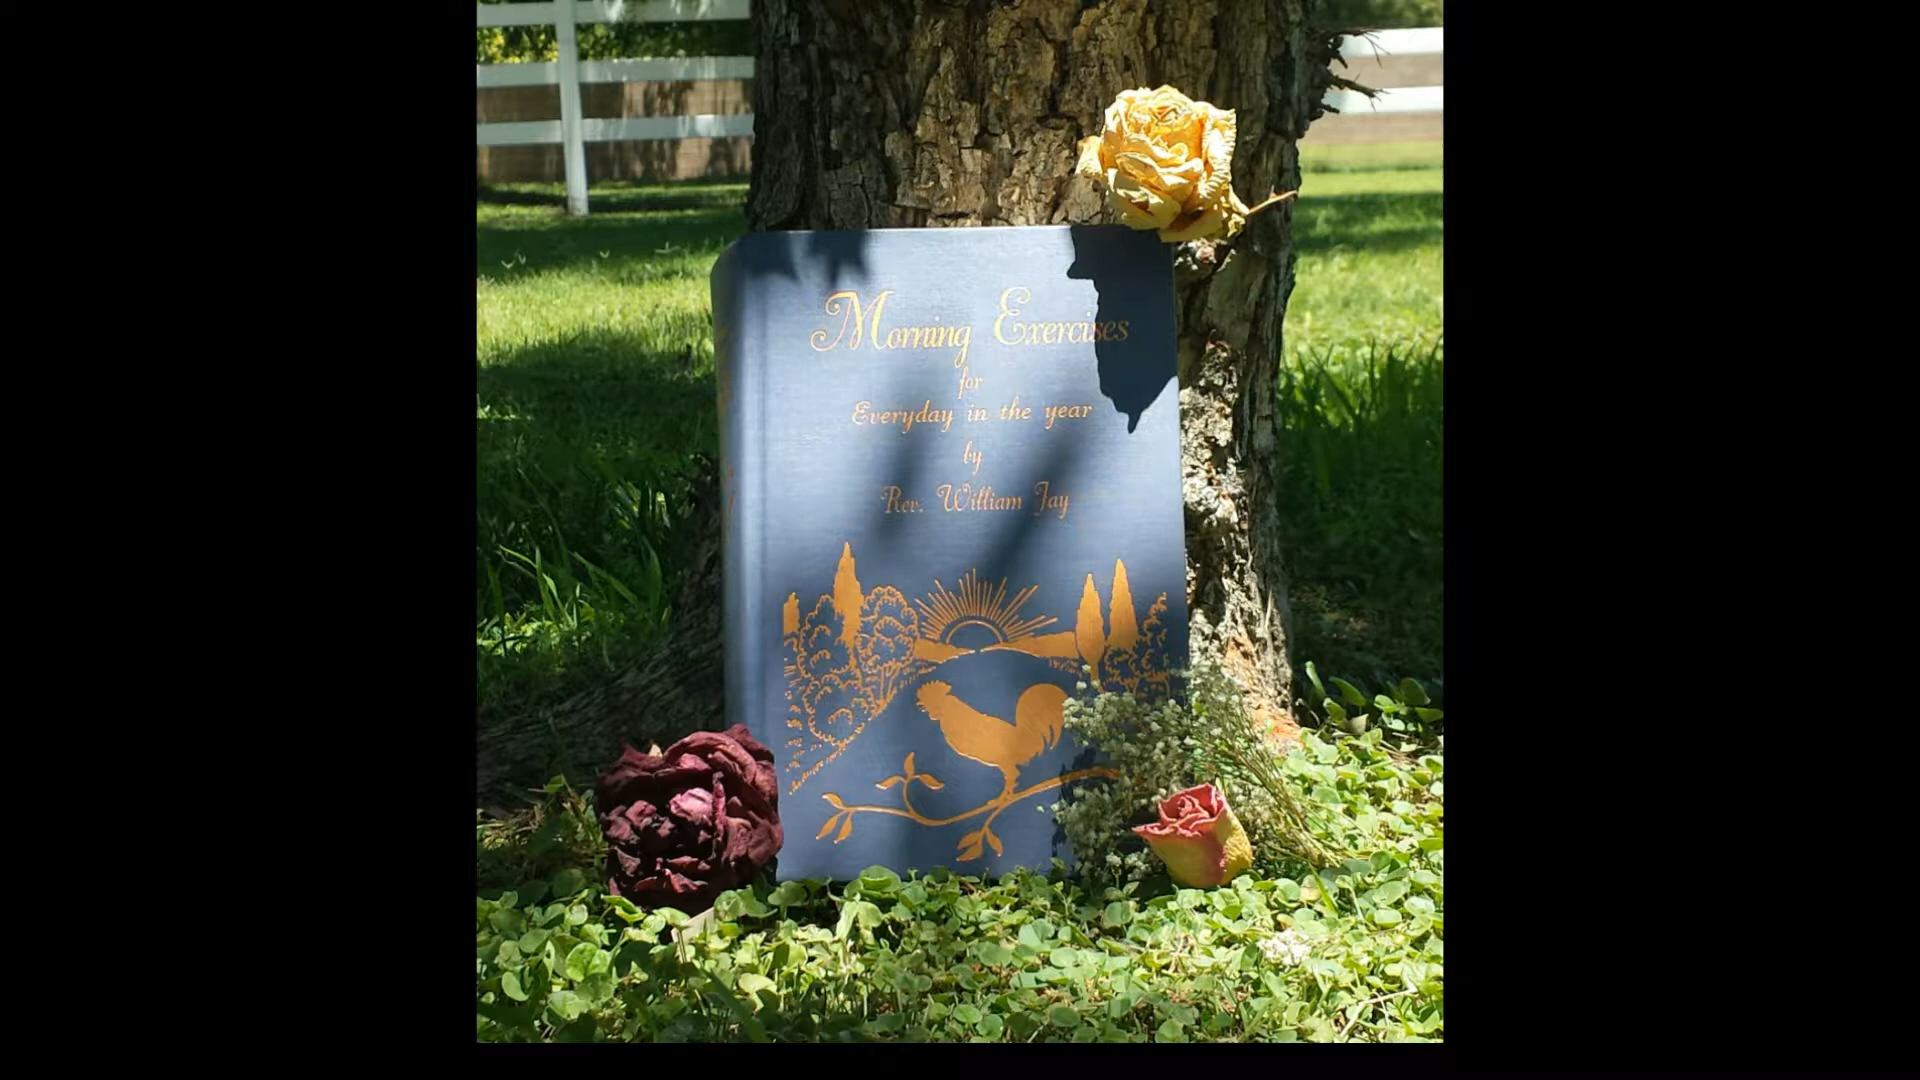 Morning Exercises
for
Everyday in the year
by
Rev. William Jay